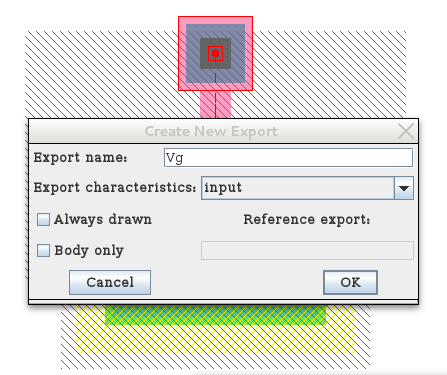 Create New Export
Export name: Vg
Export characteristics: input
Always drawn Reference export:
Body only
Cancel OK